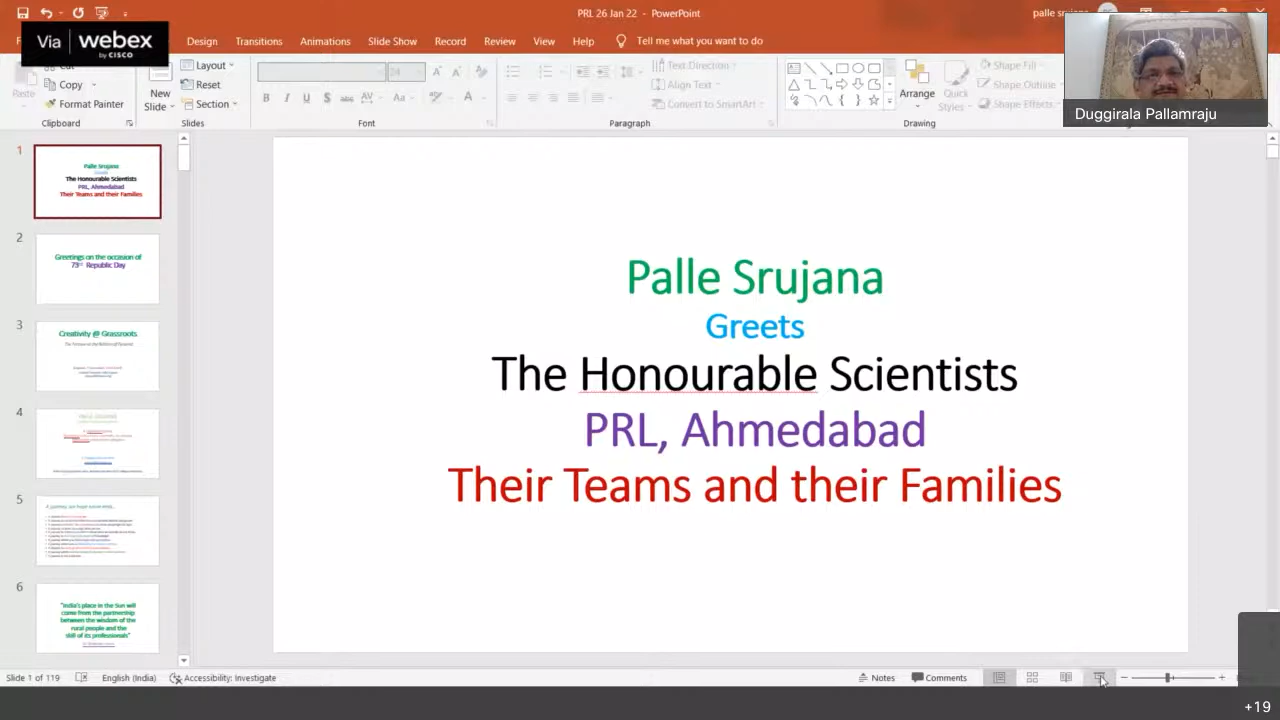 PRL 26 Jan 22 - PowerPoint
palle sr
Via webex
by CISCO
Design Transitions Animations Slide Show Record Review View Help Tell me what you want to do
Cut
Copy
Format Painter
Paste
Clipboard
New
Slide
Layout
Reset
Section
Slides
24
B I U S ab AV Aa A
Font
Text Direction
Align Text
Convert to SmartArt
Paragraph
Arrange
Quick
Styles
Shape Fill
Shape Outline
Shape Effects
Drawing
Duggirala Pallamraju
1
Palle Srujana
Greets
The Honourable Scientists
PRL, Ahmedabad
Their Teams and their Families
2
Greetings on the occasion of
73rd Republic Day
3
Creativity @ Grassroots
4
5
6
"India's place in the Sun will
come from the partnership
between the wisdom of the
rural people and the
skill of its professionals"
Palle Srujana
Greets
The Honourable Scientists
PRL, Ahmedabad
Their Teams and their Families
Slide 1 of 119 English (India) Accessibility: Investigate Notes Comments
+19